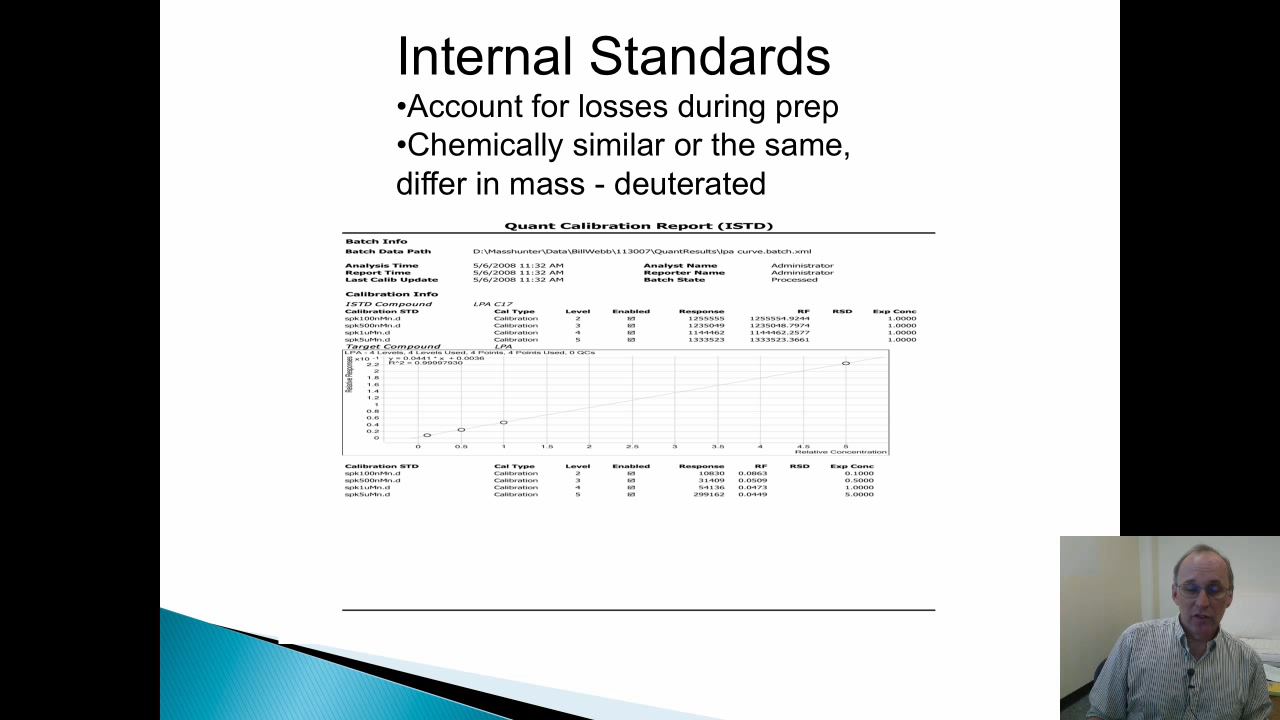 Internal Standards
•Account for losses during prep
•Chemically similar or the same,
differ in mass - deuterated
Quant Calibration Report (ISTD)
Batch Info
Batch Data Path D:\Masshunter\Data\BillWebb\113007\QuantResults\lpa curve.batch.xml
Analysis Time 5/6/2008 11:32 AM Analyst Name Administrator
Report Time 5/6/2008 11:32 AM Reporter Name Administrator
Last Calib Update 5/6/2008 11:32 AM Batch State Processed
Calibration Info
ISTD Compound LPA C17
Calibration STD Cal Type Level Enabled Response RF RSD Exp Conc
spk100nMn.d Calibration 2 ☑ 1255555 1255554.9244 1.0000
spk500nMn.d Calibration 3 ☑ 1235049 1235048.7974 1.0000
spk1uMn.d Calibration 4 ☑ 1144462 1144462.2577 1.0000
spk5uMn.d Calibration 5 ☑ 1333523 1333523.3661 1.0000
Target Compound LPA
LPA - 4 Levels, 4 Levels Used, 4 Points, 4 Points Used, 0 QCs
x10 -1 y = 0.0441 * x + 0.0036
R^2 = 0.99997930
Relative Responses
2.2
2
1.8
1.6
1.4
1.2
1
0.8
0.6
0.4
0.2
0
0 0.5 1 1.5 2 2.5 3 3.5 4 4.5 5
Relative Concentration
Calibration STD Cal Type Level Enabled Response RF RSD Exp Conc
spk100nMn.d Calibration 2 ☑ 10830 0.0863 0.1000
spk500nMn.d Calibration 3 ☑ 31409 0.0509 0.5000
spk1uMn.d Calibration 4 ☑ 54136 0.0473 1.0000
spk5uMn.d Calibration 5 ☑ 299162 0.0449 5.0000